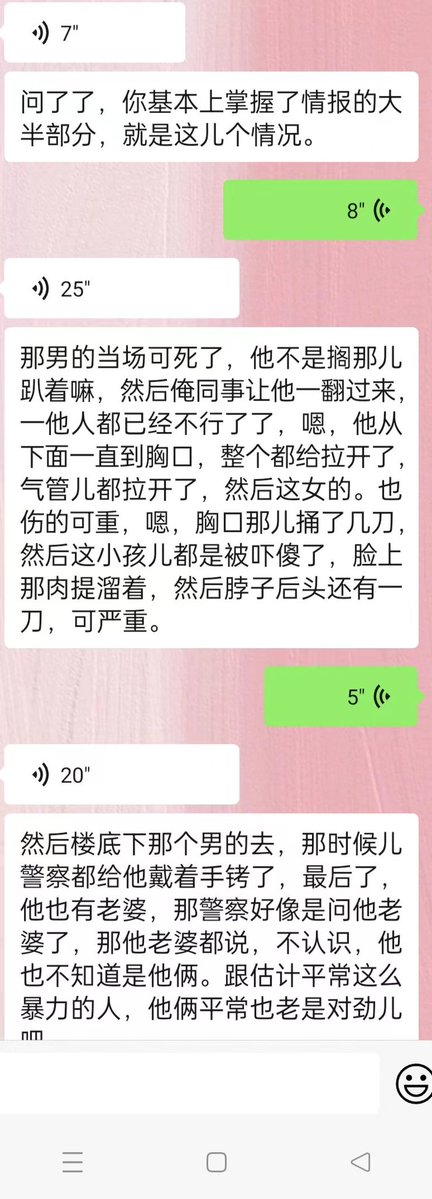 7"
问了了，你基本上掌握了情报的大
半部分，就是这儿个情况。
8"
25"
那男的当场可死了，他不是搁那儿
趴着嘛，然后俺同事让他一翻过来，
一他人都已经不行了了，嗯，他从
下面一直到胸口，整个都给拉开了，
气管儿都拉开了，然后这女的。也
伤的可重，嗯，胸口那儿捅了几刀，
然后这小孩儿都是被吓傻了，脸上
那肉提溜着，然后脖子后头还有一
刀，可严重。
5"
20"
然后楼底下那个男的去，那时候儿
警察都给他戴着手铐了，最后了，
他也有老婆，那警察好像是问他老
婆了，那他老婆都说，不认识，他
也不知道是他俩。跟估计平常这么
暴力的人，他俩平常也老是对劲儿